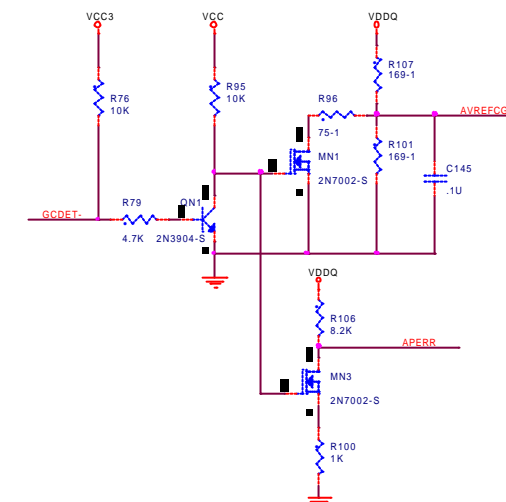 VCC3
VCC
VDDQ
R76
10K
R95
10K
R107
169-1
R96
75-1
AVREFCG
R101
169-1
C145
.1U
MN1
2N7002-S
GCDET-
R79
4.7K
QN1
2N3904-S
VDDQ
R106
8.2K
APERR
MN3
2N7002-S
R100
1K